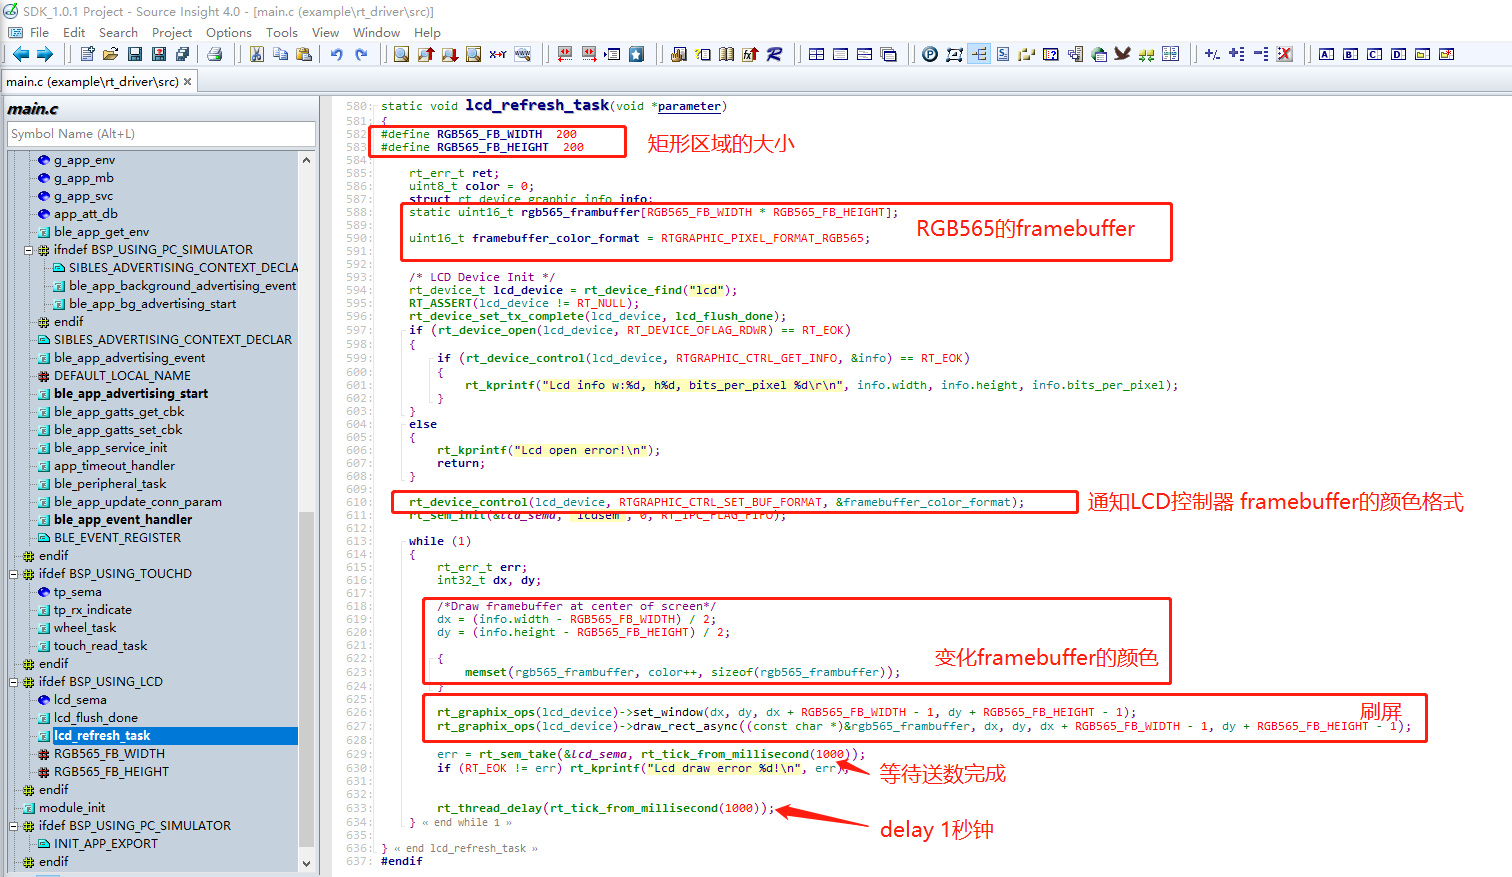 SDK_1.0.1 Project - Source Insight 4.0 - [main.c (example\rt_driver\src)]
File Edit Search Project Options Tools View Window Help
main.c (example\rt_driver\src)
main.c
Symbol Name (Alt+L)
g_app_env
g_app_mb
g_app_svc
app_att_db
ble_app_get_env
ifndef BSP_USING_PC_SIMULATOR
SIBLES_ADVERTISING_CONTEXT_DECLA
ble_app_background_advertising_event
ble_app_bg_advertising_start
endif
SIBLES_ADVERTISING_CONTEXT_DECLAR
ble_app_advertising_event
DEFAULT_LOCAL_NAME
ble_app_advertising_start
ble_app_gatts_get_cbk
ble_app_gatts_set_cbk
ble_app_service_init
app_timeout_handler
ble_peripheral_task
ble_app_update_conn_param
ble_app_event_handler
BLE_EVENT_REGISTER
endif
ifdef BSP_USING_TOUCHD
tp_sema
tp_rx_indicate
wheel_task
touch_read_task
endif
ifdef BSP_USING_LCD
lcd_sema
lcd_flush_done
lcd_refresh_task
RGB565_FB_WIDTH
RGB565_FB_HEIGHT
endif
module_init
ifdef BSP_USING_PC_SIMULATOR
INIT_APP_EXPORT
endif
580: static void lcd_refresh_task(void *parameter)
581: {
582: #define RGB565_FB_WIDTH  200
583: #define RGB565_FB_HEIGHT  200
矩形区域的大小
584:
585: rt_err_t ret;
586: uint8_t color = 0;
587: struct rt_device_graphic_info info;
588: static uint16_t rgb565_frambuffer[RGB565_FB_WIDTH * RGB565_FB_HEIGHT];
589:
RGB565的framebuffer
590: uint16_t framebuffer_color_format = RTGRAPHIC_PIXEL_FORMAT_RGB565;
591:
592:
593: /* LCD Device Init */
594: rt_device_t lcd_device = rt_device_find("lcd");
595: RT_ASSERT(lcd_device != RT_NULL);
596: rt_device_set_tx_complete(lcd_device, lcd_flush_done);
597: if (rt_device_open(lcd_device, RT_DEVICE_OFLAG_RDWR) == RT_EOK)
598: {
599: if (rt_device_control(lcd_device, RTGRAPHIC_CTRL_GET_INFO, &info) == RT_EOK)
600: {
601: rt_kprintf("Lcd info w:%d, h%d, bits_per_pixel %d\r\n", info.width, info.height, info.bits_per_pixel);
602: }
603: }
604: else
605: {
606: rt_kprintf("Lcd open error!\n");
607: return;
608: }
609:
610: rt_device_control(lcd_device, RTGRAPHIC_CTRL_SET_BUF_FORMAT, &framebuffer_color_format);
通知LCD控制器 framebuffer的颜色格式
611: rt_sem_init(&lcd_sema, "lcdsem", 0, RT_IPC_FLAG_FIFO);
612:
613: while (1)
614: {
615: rt_err_t err;
616: int32_t dx, dy;
617:
618: /*Draw framebuffer at center of screen*/
619: dx = (info.width - RGB565_FB_WIDTH) / 2;
620: dy = (info.height - RGB565_FB_HEIGHT) / 2;
621:
622: {
变化framebuffer的颜色
623: memset(rgb565_frambuffer, color++, sizeof(rgb565_frambuffer));
624: }
625:
626: rt_graphix_ops(lcd_device)->set_window(dx, dy, dx + RGB565_FB_WIDTH - 1, dy + RGB565_FB_HEIGHT - 1);
刷屏
627: rt_graphix_ops(lcd_device)->draw_rect_async((const char *)&rgb565_frambuffer, dx, dy, dx + RGB565_FB_WIDTH - 1, dy + RGB565_FB_HEIGHT - 1);
628:
629: err = rt_sem_take(&lcd_sema, rt_tick_from_millisecond(1000));
630: if (RT_EOK != err) rt_kprintf("Lcd draw error %d!\n", err);
等待送数完成
631:
632:
633: rt_thread_delay(rt_tick_from_millisecond(1000));
delay 1秒钟
634: } « end while 1 »
635:
636: } « end lcd_refresh_task »
637: #endif